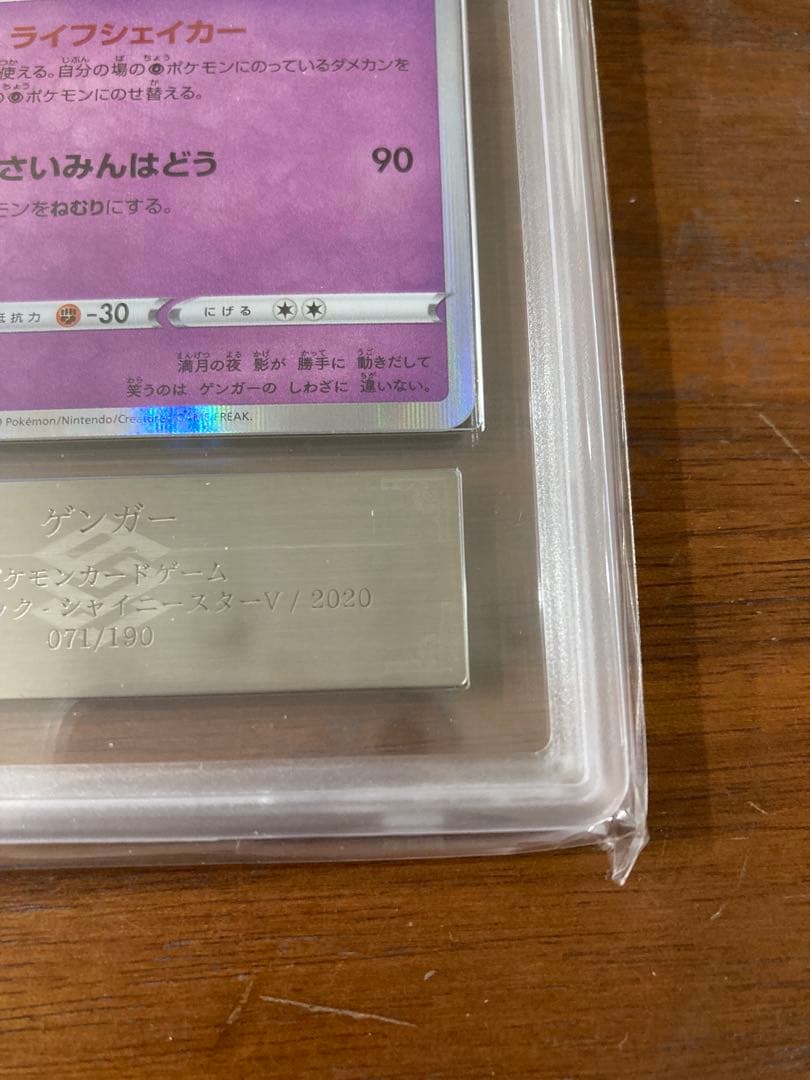 ライフシェイカー
使える。自分の場のポケモンにのっているダメカンを
ポケモンにのせ替える。
さいみんはどう 90
モンをねむりにする。
抵抗力 -30 にげる
満月の夜 影が 勝手に 動きだして
笑うのは ゲンガーの しわざに 違いない。
Pokémon/Nintendo/Creatures/GAME FREAK.
ゲンガー
ケモンカードゲーム
ック - シャイニースターV / 2020
071/190